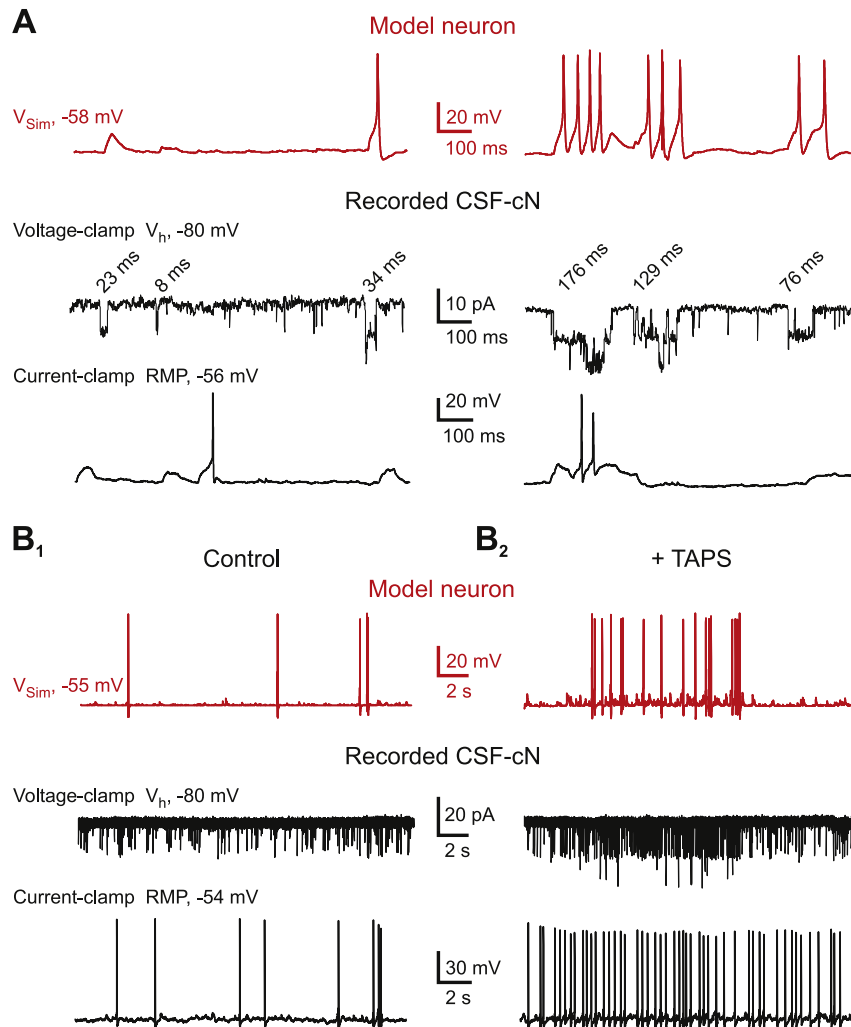 A
Model neuron
VSim, -58 mV
20 mV
100 ms
Recorded CSF-cN
Voltage-clamp Vh, -80 mV
23 ms
8 ms
34 ms
10 pA
100 ms
176 ms
129 ms
76 ms
Current-clamp RMP, -56 mV
20 mV
100 ms
B1
Control
B2
+ TAPS
Model neuron
VSim, -55 mV
20 mV
2 s
Recorded CSF-cN
Voltage-clamp Vh, -80 mV
20 pA
2 s
Current-clamp RMP, -54 mV
30 mV
2 s